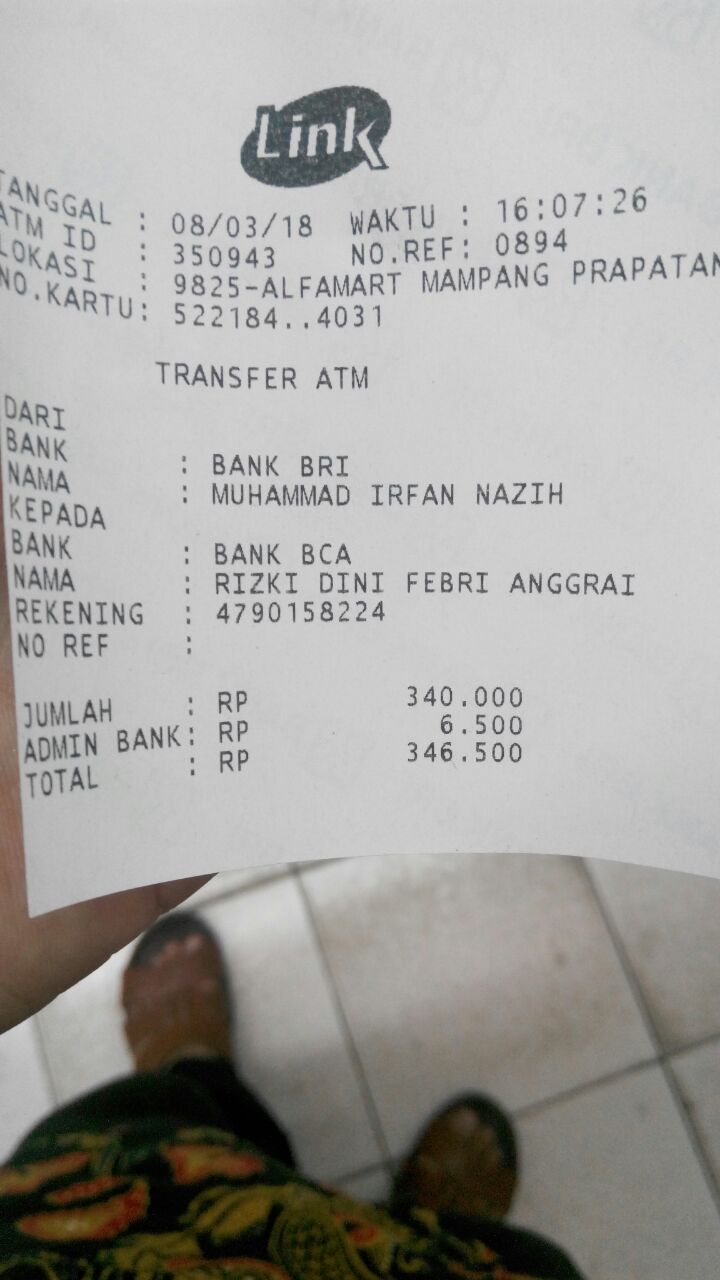 Link
TANGGAL : 08/03/18 WAKTU : 16:07:26
ATM ID : 350943 NO.REF: 0894
LOKASI : 9825-ALFAMART MAMPANG PRAPATAN
NO.KARTU: 522184..4031
TRANSFER ATM
DARI
BANK : BANK BRI
NAMA : MUHAMMAD IRFAN NAZIH
KEPADA
BANK : BANK BCA
NAMA : RIZKI DINI FEBRI ANGGRAI
REKENING : 4790158224
NO REF :
JUMLAH : RP 340.000
ADMIN BANK: RP 6.500
TOTAL : RP 346.500